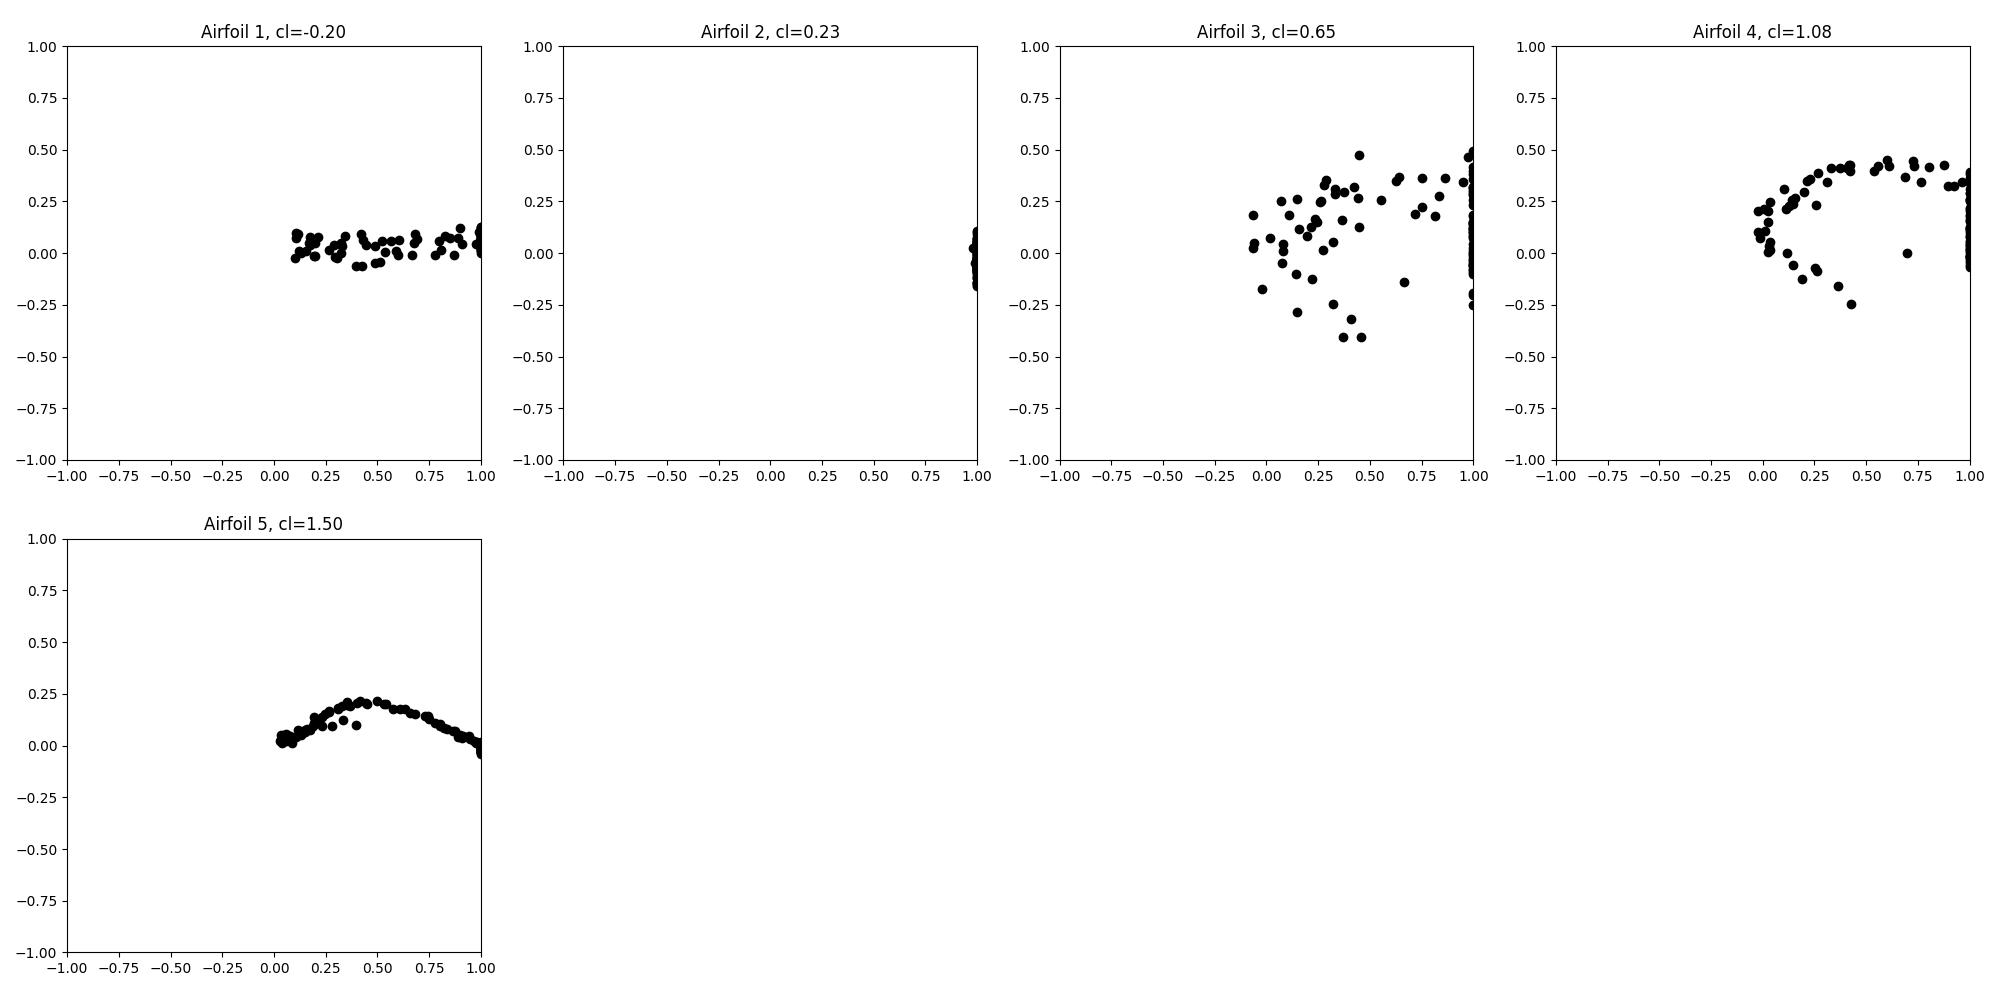 Airfoil 1, cl=-0.20
Airfoil 2, cl=0.23
Airfoil 3, cl=0.65
Airfoil 4, cl=1.08
1.00 1.00 1.00 1.00
0.75 0.75 0.75 0.75
0.50 0.50 0.50 0.50
0.25 0.25 0.25 0.25
0.00 0.00 0.00 0.00
−0.25 −0.25 −0.25 −0.25
−0.50 −0.50 −0.50 −0.50
−0.75 −0.75 −0.75 −0.75
−1.00 −1.00 −1.00 −1.00
−1.00 −0.75 −0.50 −0.25 0.00 0.25 0.50 0.75 1.00
−1.00 −0.75 −0.50 −0.25 0.00 0.25 0.50 0.75 1.00
−1.00 −0.75 −0.50 −0.25 0.00 0.25 0.50 0.75 1.00
−1.00 −0.75 −0.50 −0.25 0.00 0.25 0.50 0.75 1.00
Airfoil 5, cl=1.50
1.00
0.75
0.50
0.25
0.00
−0.25
−0.50
−0.75
−1.00
−1.00 −0.75 −0.50 −0.25 0.00 0.25 0.50 0.75 1.00